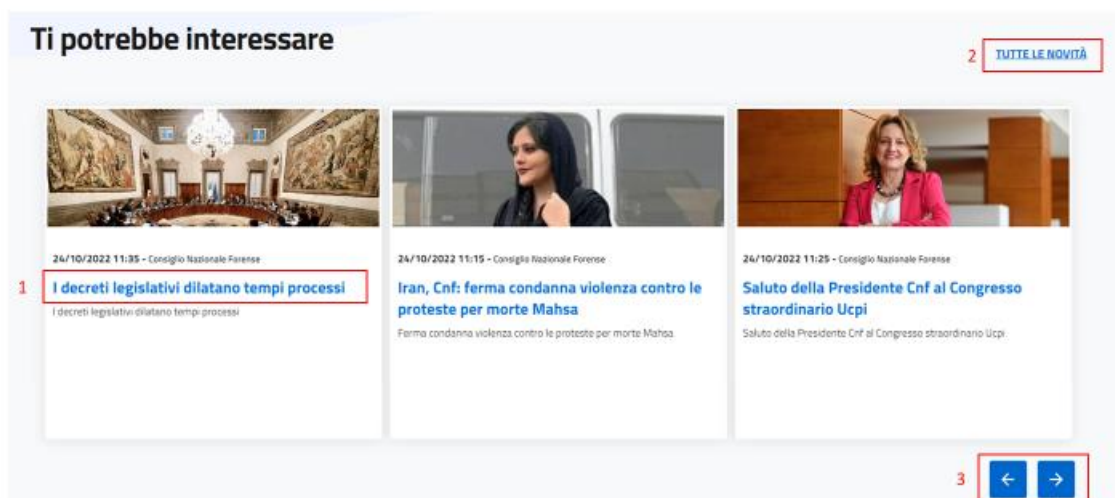 Ti potrebbe interessare
2 TUTTE LE NOVITÀ
24/10/2022 11:35 - Consiglio Nazionale Forense
1 I decreti legislativi dilatano tempi processi
I decreti legislativi dilatano tempi processi
24/10/2022 11:15 - Consiglio Nazionale Forense
Iran, Cnf: ferma condanna violenza contro le
proteste per morte Mahsa
Ferma condanna violenza contro le proteste per morte Mahsa
24/10/2022 11:25 - Consiglio Nazionale Forense
Saluto della Presidente Cnf al Congresso
straordinario Ucpi
Saluto della Presidente Cnf al Congresso straordinario Ucpi
3